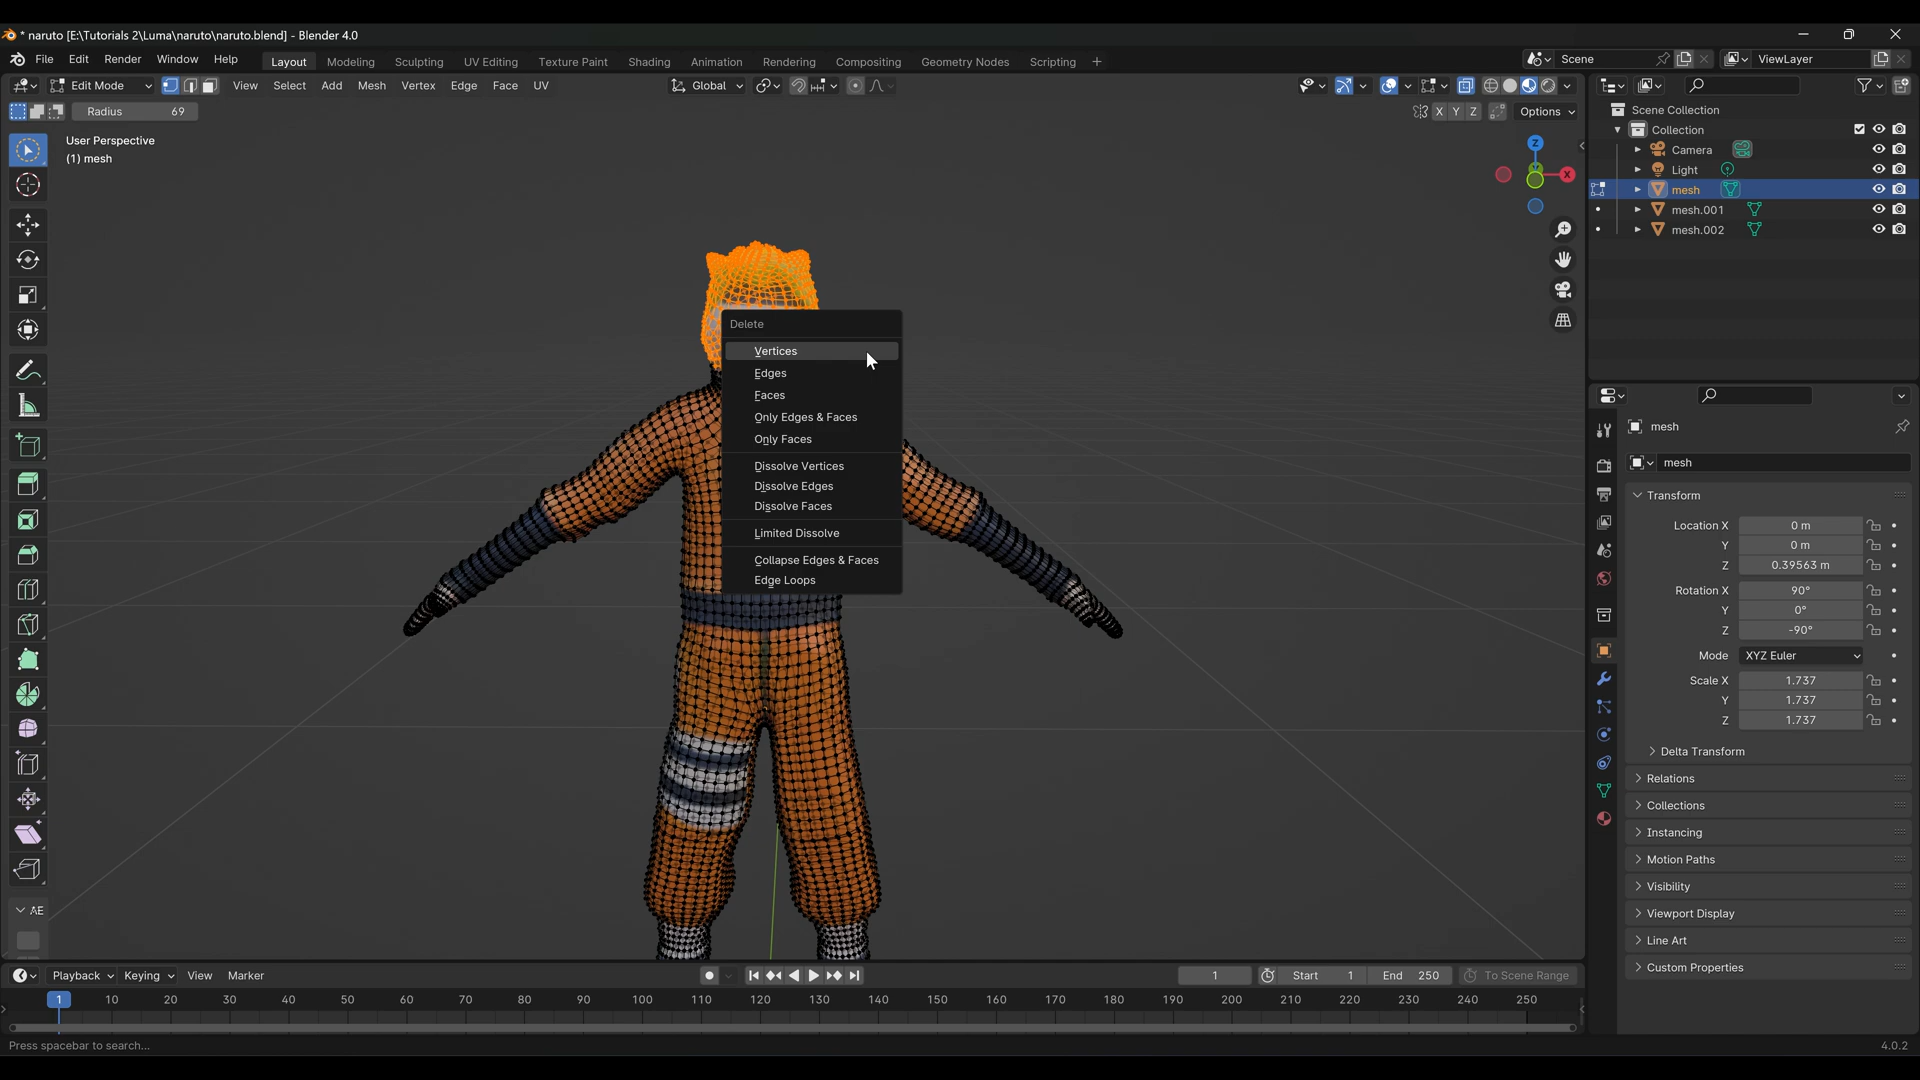 * naruto [E:\Tutorials 2\Luma\naruto\naruto.blend] - Blender 4.0
File Edit Render Window Help
Layout Modeling Sculpting UV Editing Texture Paint Shading Animation Rendering Compositing Geometry Nodes Scripting +
Scene
ViewLayer
Edit Mode
View Select Add Mesh Vertex Edge Face UV
Global
Radius 69
X Y Z
Options
User Perspective
(1) mesh
Z
Y
X
Scene Collection
Collection
Camera
Light
mesh
mesh.001
mesh.002
Delete
Vertices
Edges
Faces
Only Edges & Faces
Only Faces
Dissolve Vertices
Dissolve Edges
Dissolve Faces
Limited Dissolve
Collapse Edges & Faces
Edge Loops
mesh
mesh
Transform
Location X 0 m
Y 0 m
Z 0.39563 m
Rotation X 90°
Y 0°
Z -90°
Mode XYZ Euler
Scale X 1.737
Y 1.737
Z 1.737
Delta Transform
Relations
Collections
Instancing
Motion Paths
Visibility
Viewport Display
Line Art
Custom Properties
AE
Playback Keying View Marker
1
Start 1 End 250
To Scene Range
1 10 20 30 40 50 60 70 80 90 100 110 120 130 140 150 160 170 180 190 200 210 220 230 240 250
Press spacebar to search...
4.0.2